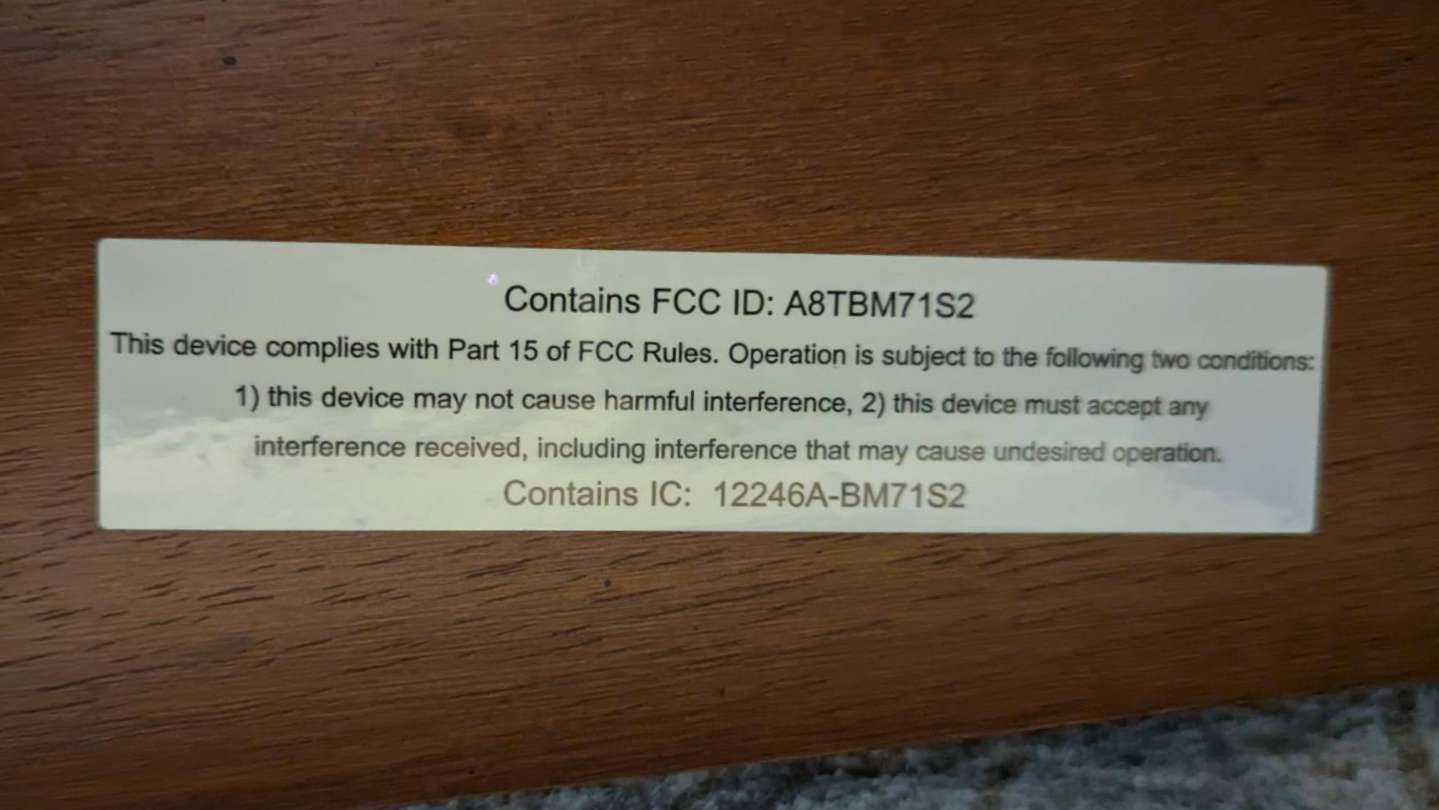 Contains FCC ID: A8TBM71S2
This device complies with Part 15 of FCC Rules. Operation is subject to the following two conditions:
1) this device may not cause harmful interference, 2) this device must accept any
interference received, including interference that may cause undesired operation.
Contains IC: 12246A-BM71S2